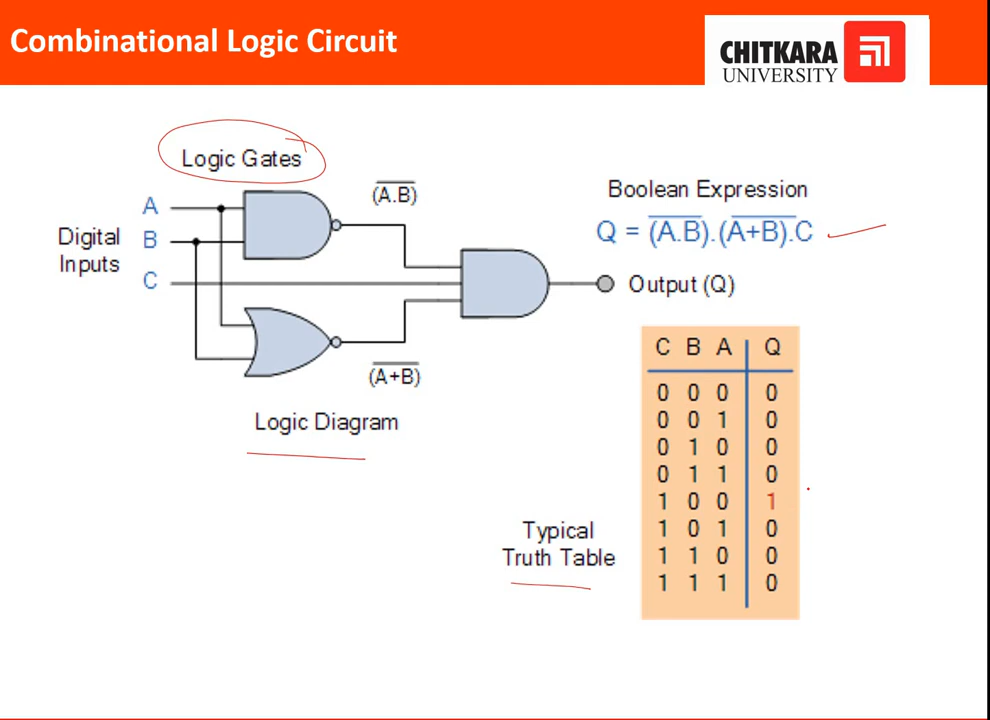 Combinational Logic Circuit
CHITKARA
UNIVERSITY
Logic Gates
A
B
C
Digital
Inputs
(A̅.̅B̅)
(A̅+̅B̅)
Logic Diagram
Boolean Expression
Q = (A̅.̅B̅).(A̅+̅B̅).C
Output (Q)
C B A Q
0 0 0 0
0 0 1 0
0 1 0 0
0 1 1 0
1 0 0 1
1 0 1 0
1 1 0 0
1 1 1 0
Typical
Truth Table